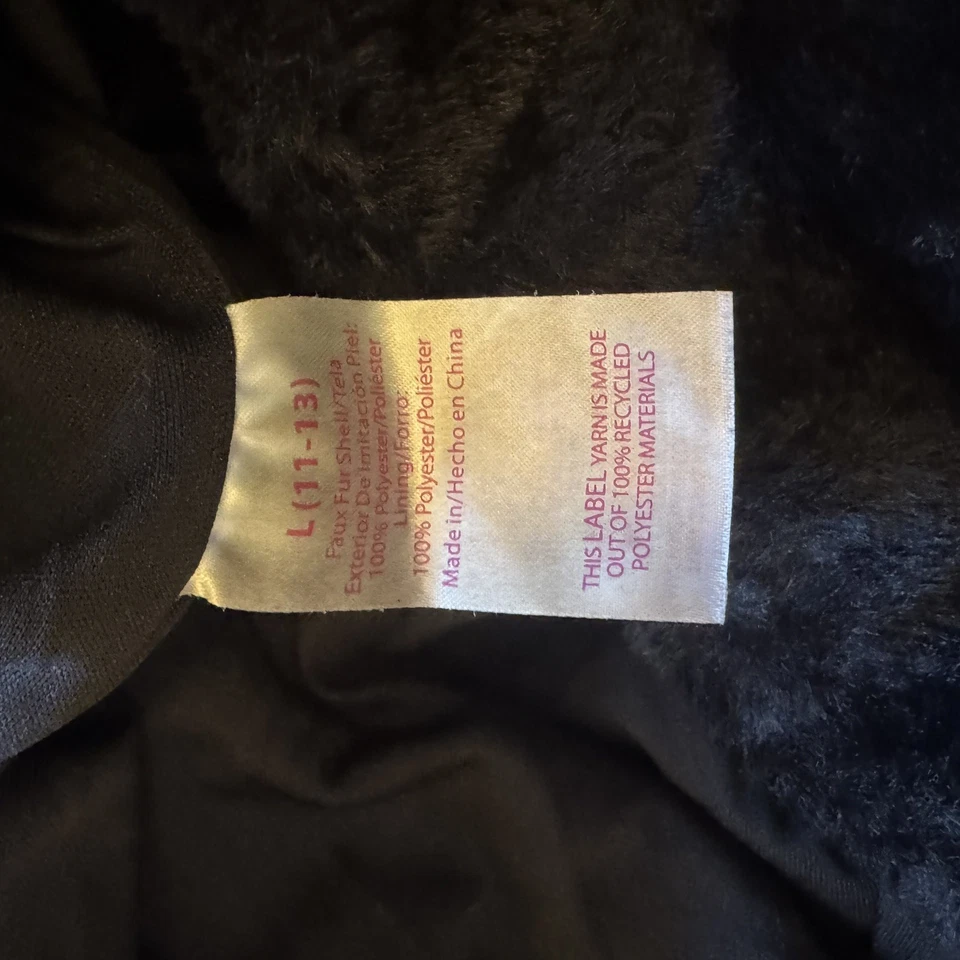 L (11-13)
Faux Fur Shell/Tela
Exterior De Imitación Piel:
100% Polyester/Poliéster
Lining/Forro:
100% Polyester/Poliéster
Made in/Hecho en China
THIS LABEL YARN IS MADE
OUT OF 100% RECYCLED
POLYESTER MATERIALS